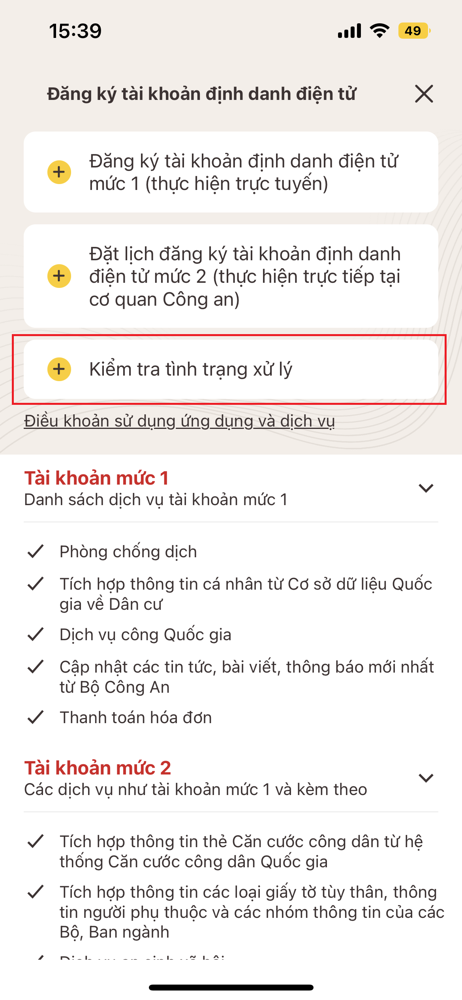 15:39
49
Đăng ký tài khoản định danh điện tử
Đăng ký tài khoản định danh điện tử
mức 1 (thực hiện trực tuyến)
Đặt lịch đăng ký tài khoản định danh
điện tử mức 2 (thực hiện trực tiếp tại
cơ quan Công an)
Kiểm tra tình trạng xử lý
Điều khoản sử dụng ứng dụng và dịch vụ
Tài khoản mức 1
Danh sách dịch vụ tài khoản mức 1
Phòng chống dịch
Tích hợp thông tin cá nhân từ Cơ sở dữ liệu Quốc
gia về Dân cư
Dịch vụ công Quốc gia
Cập nhật các tin tức, bài viết, thông báo mới nhất
từ Bộ Công An
Thanh toán hóa đơn
Tài khoản mức 2
Các dịch vụ như tài khoản mức 1 và kèm theo
Tích hợp thông tin thẻ Căn cước công dân từ hệ
thống Căn cước công dân Quốc gia
Tích hợp thông tin các loại giấy tờ tùy thân, thông
tin người phụ thuộc và các nhóm thông tin của các
Bộ, Ban ngành
Dịch vụ an sinh xã hội